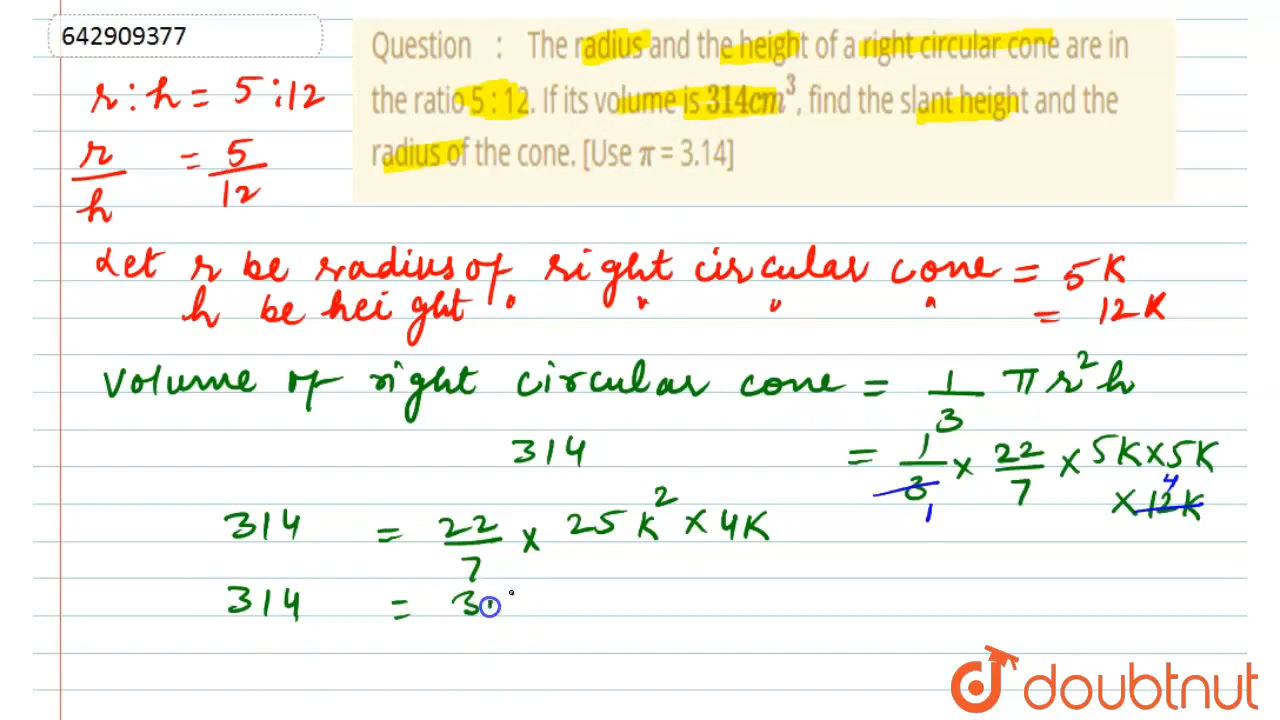 642909377
Question : The radius and the height of a right circular cone are in
the ratio 5 : 12. If its volume is 314cm³, find the slant height and the
radius of the cone. [Use π = 3.14]
r : h = 5 : 12
r/h = 5/12
Let r be radius of right circular cone = 5K
h be height " " " " = 12K
Volume of right circular cone = 1/3 π r² h
314 = 1/3 × 22/7 × 5K × 5K
1 × 12K 4
314 = 22/7 × 25K² × 4K
314 = 3.
doubtnut